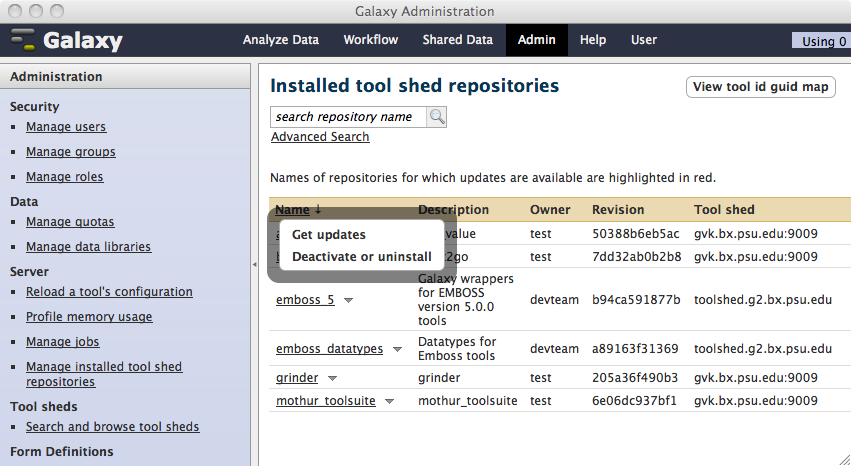 Galaxy Administration
Galaxy
Analyze Data Workflow Shared Data Admin Help User Using 0
Administration
Security
Manage users
Manage groups
Manage roles
Data
Manage quotas
Manage data libraries
Server
Reload a tool's configuration
Profile memory usage
Manage jobs
Manage installed tool shed
repositories
Tool sheds
Search and browse tool sheds
Form Definitions
Installed tool shed repositories
View tool id guid map
search repository name
Advanced Search
Names of repositories for which updates are available are highlighted in red.
Name ↓ Description Owner Revision Tool shed
Get updates
Deactivate or uninstall
value test 50388b6eb5ac gvk.bx.psu.edu:9009
2go test 7dd32ab0b2b8 gvk.bx.psu.edu:9009
emboss_5 Galaxy wrappers
for EMBOSS
version 5.0.0
tools devteam b94ca591877b toolshed.g2.bx.psu.edu
emboss_datatypes Datatypes for
Emboss tools devteam a89163f31369 toolshed.g2.bx.psu.edu
grinder grinder test 205a36f490b3 gvk.bx.psu.edu:9009
mothur_toolsuite mothur_toolsuite test 6e06dc937bf1 gvk.bx.psu.edu:9009